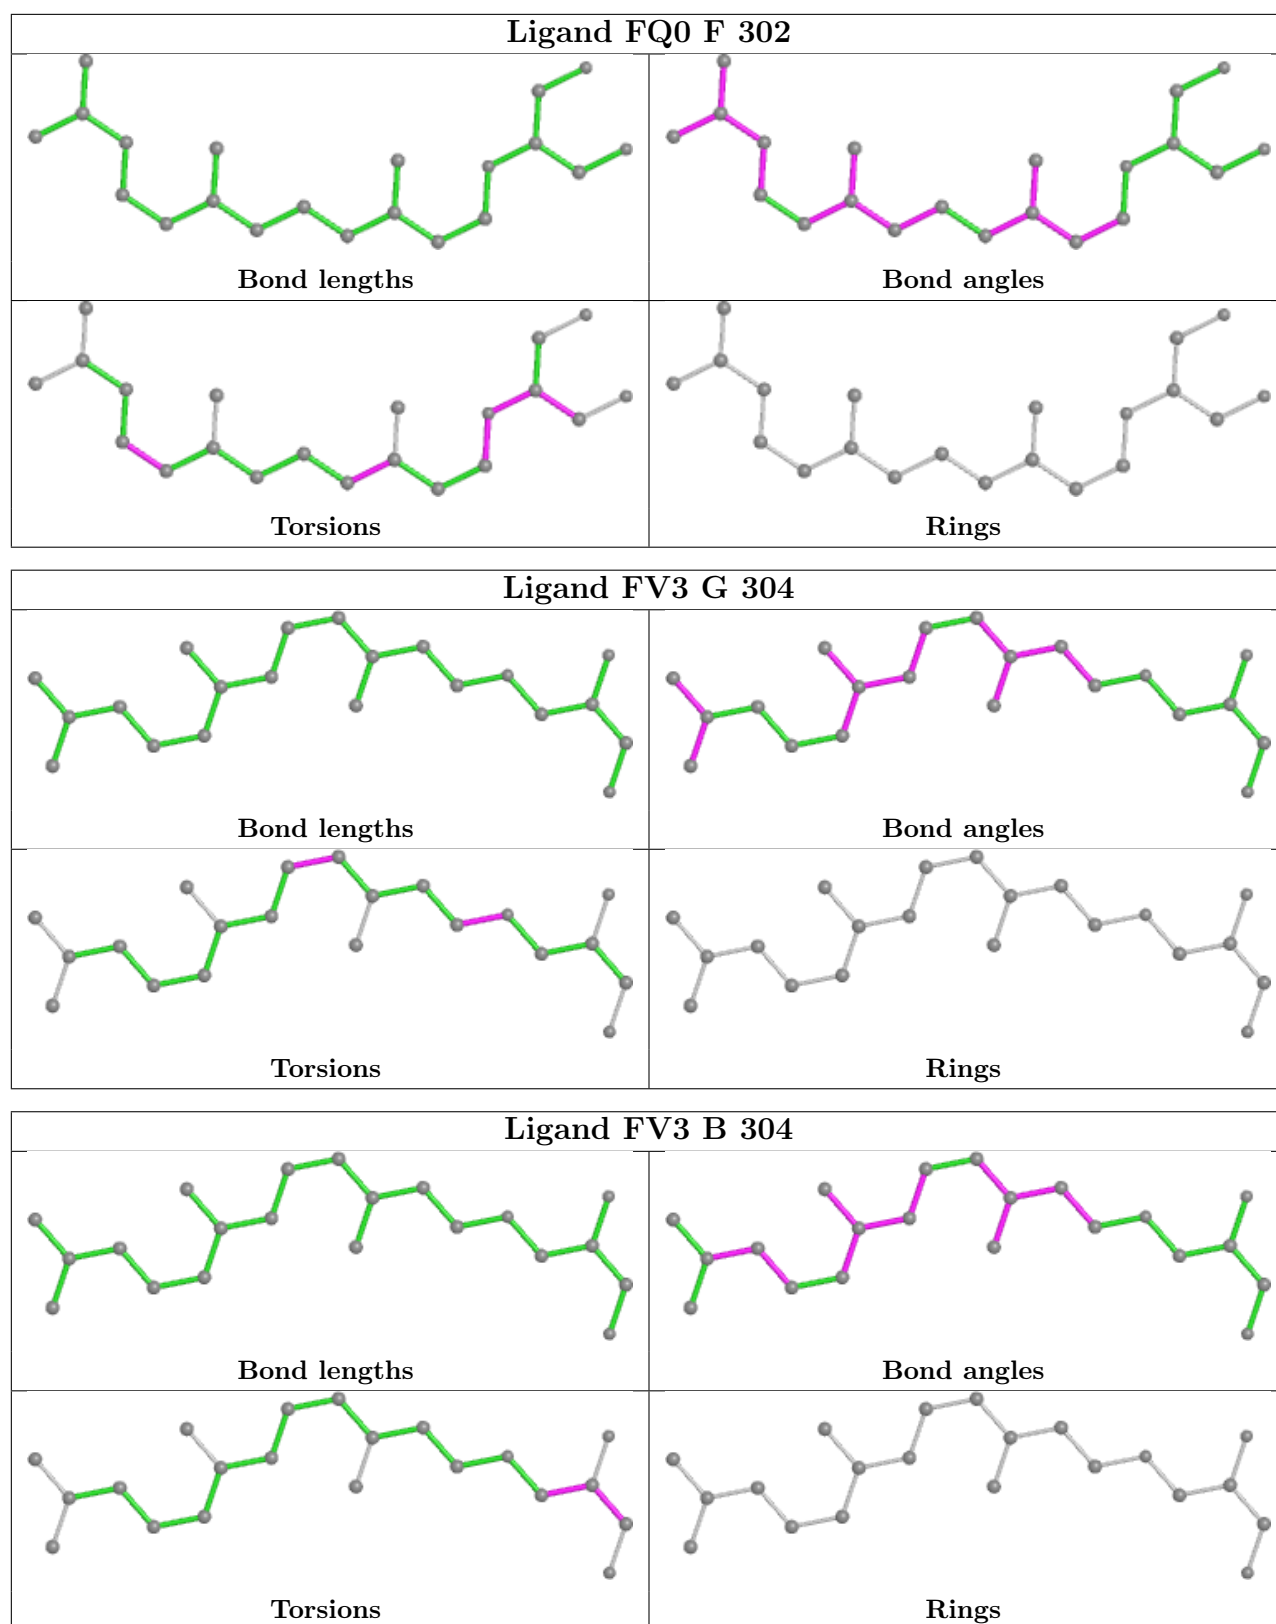 Ligand FQ0 F 302
Bond lengths
Bond angles
Torsions
Rings
Ligand FV3 G 304
Bond lengths
Bond angles
Torsions
Rings
Ligand FV3 B 304
Bond lengths
Bond angles
Torsions
Rings